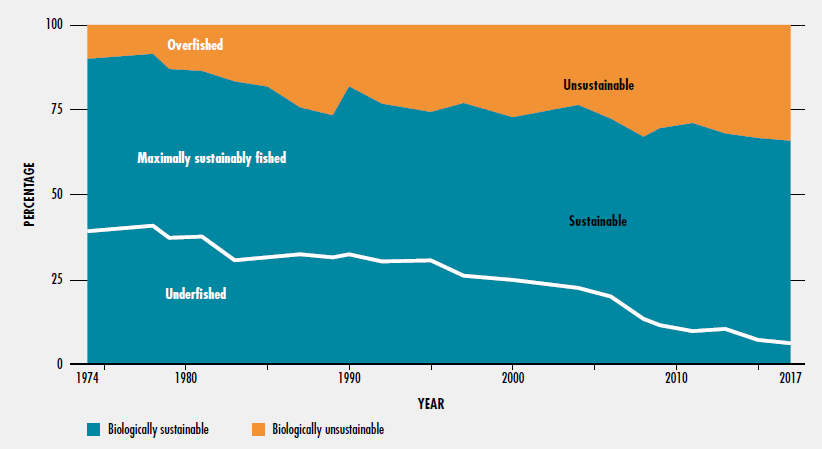 100
Overfished
Unsustainable
75
Maximally sustainably fished
PERCENTAGE
50
Sustainable
25
Underfished
0
1974 1980 1990 2000 2010 2017
YEAR
Biologically sustainable Biologically unsustainable